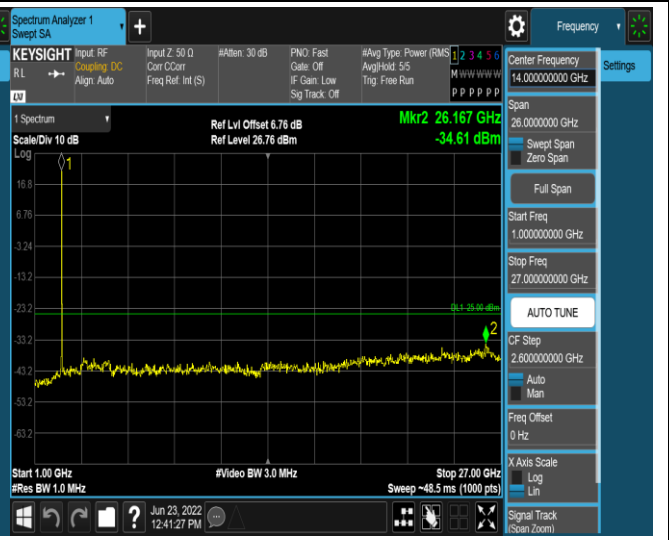 Spectrum Analyzer 1
Swept SA
+
Frequency
KEYSIGHT
RL
LXI
Input: RF
Coupling: DC
Align: Auto
Input Z: 50 Ω
Corr CCorr
Freq Ref: Int (S)
#Atten: 30 dB
PNO: Fast
Gate: Off
IF Gain: Low
Sig Track: Off
#Avg Type: Power (RMS
Avg|Hold: 5/5
Trig: Free Run
1 2 3 4 5 6
M W W W W W
P P P P P P
1 Spectrum
Scale/Div 10 dB
Log
Ref Lvl Offset 6.76 dB
Ref Level 26.76 dBm
Mkr2 26.167 GHz
-34.61 dBm
1
16.8
6.76
-3.24
-13.2
-23.2
-33.2
-43.2
-53.2
-63.2
DL1 -25.00 dBm
2
Start 1.00 GHz
#Res BW 1.0 MHz
#Video BW 3.0 MHz
Stop 27.00 GHz
Sweep ~48.5 ms (1000 pts)
Jun 23, 2022
12:41:27 PM
?
Center Frequency
14.000000000 GHz
Settings
Span
26.0000000 GHz
Swept Span
Zero Span
Full Span
Start Freq
1.000000000 GHz
Stop Freq
27.000000000 GHz
AUTO TUNE
CF Step
2.600000000 GHz
Auto
Man
Freq Offset
0 Hz
X Axis Scale
Log
Lin
Signal Track
(Span Zoom)